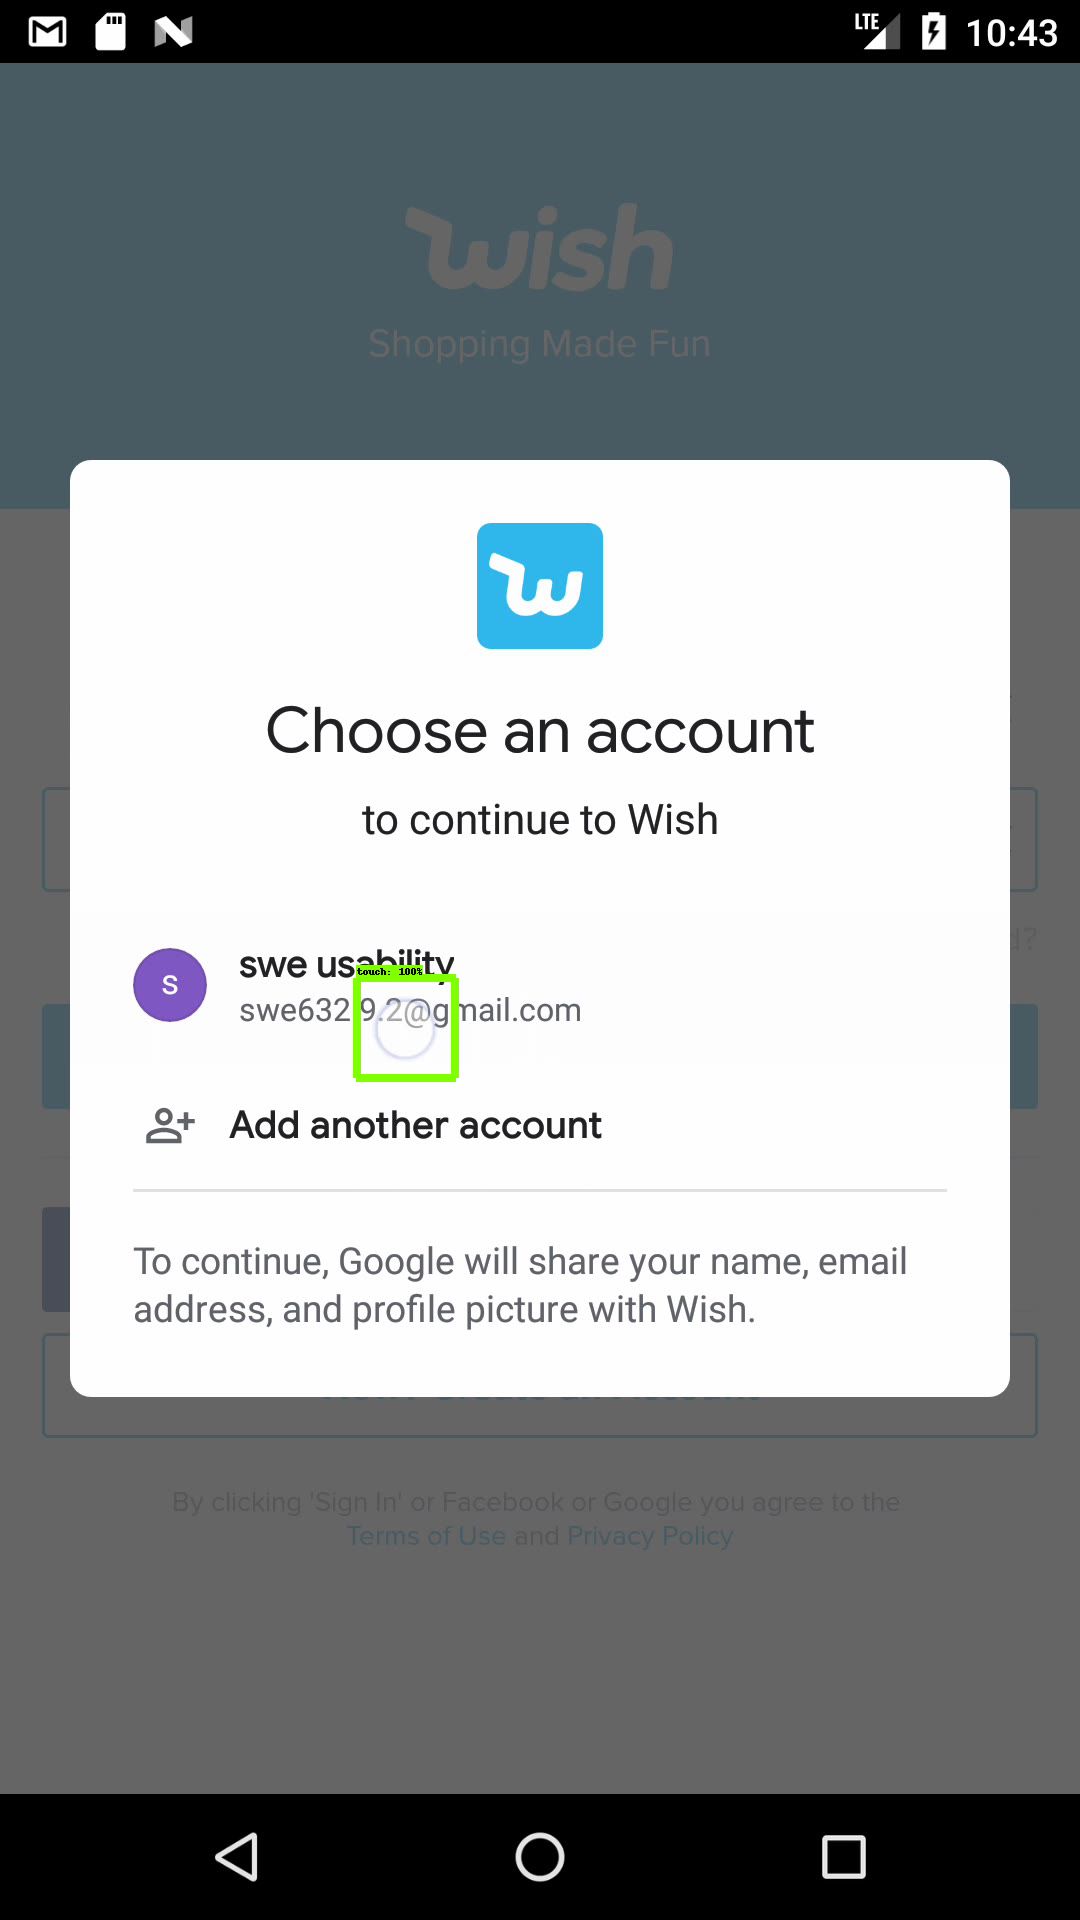 LTE 10:43
wish
Shopping Made Fun
Choose an account
to continue to Wish
S
swe usability
touch: 100%
swe632 9.2@gmail.com
d?
Add another account
To continue, Google will share your name, email
address, and profile picture with Wish.
By clicking 'Sign In' or Facebook or Google you agree to the
Terms of Use and Privacy Policy